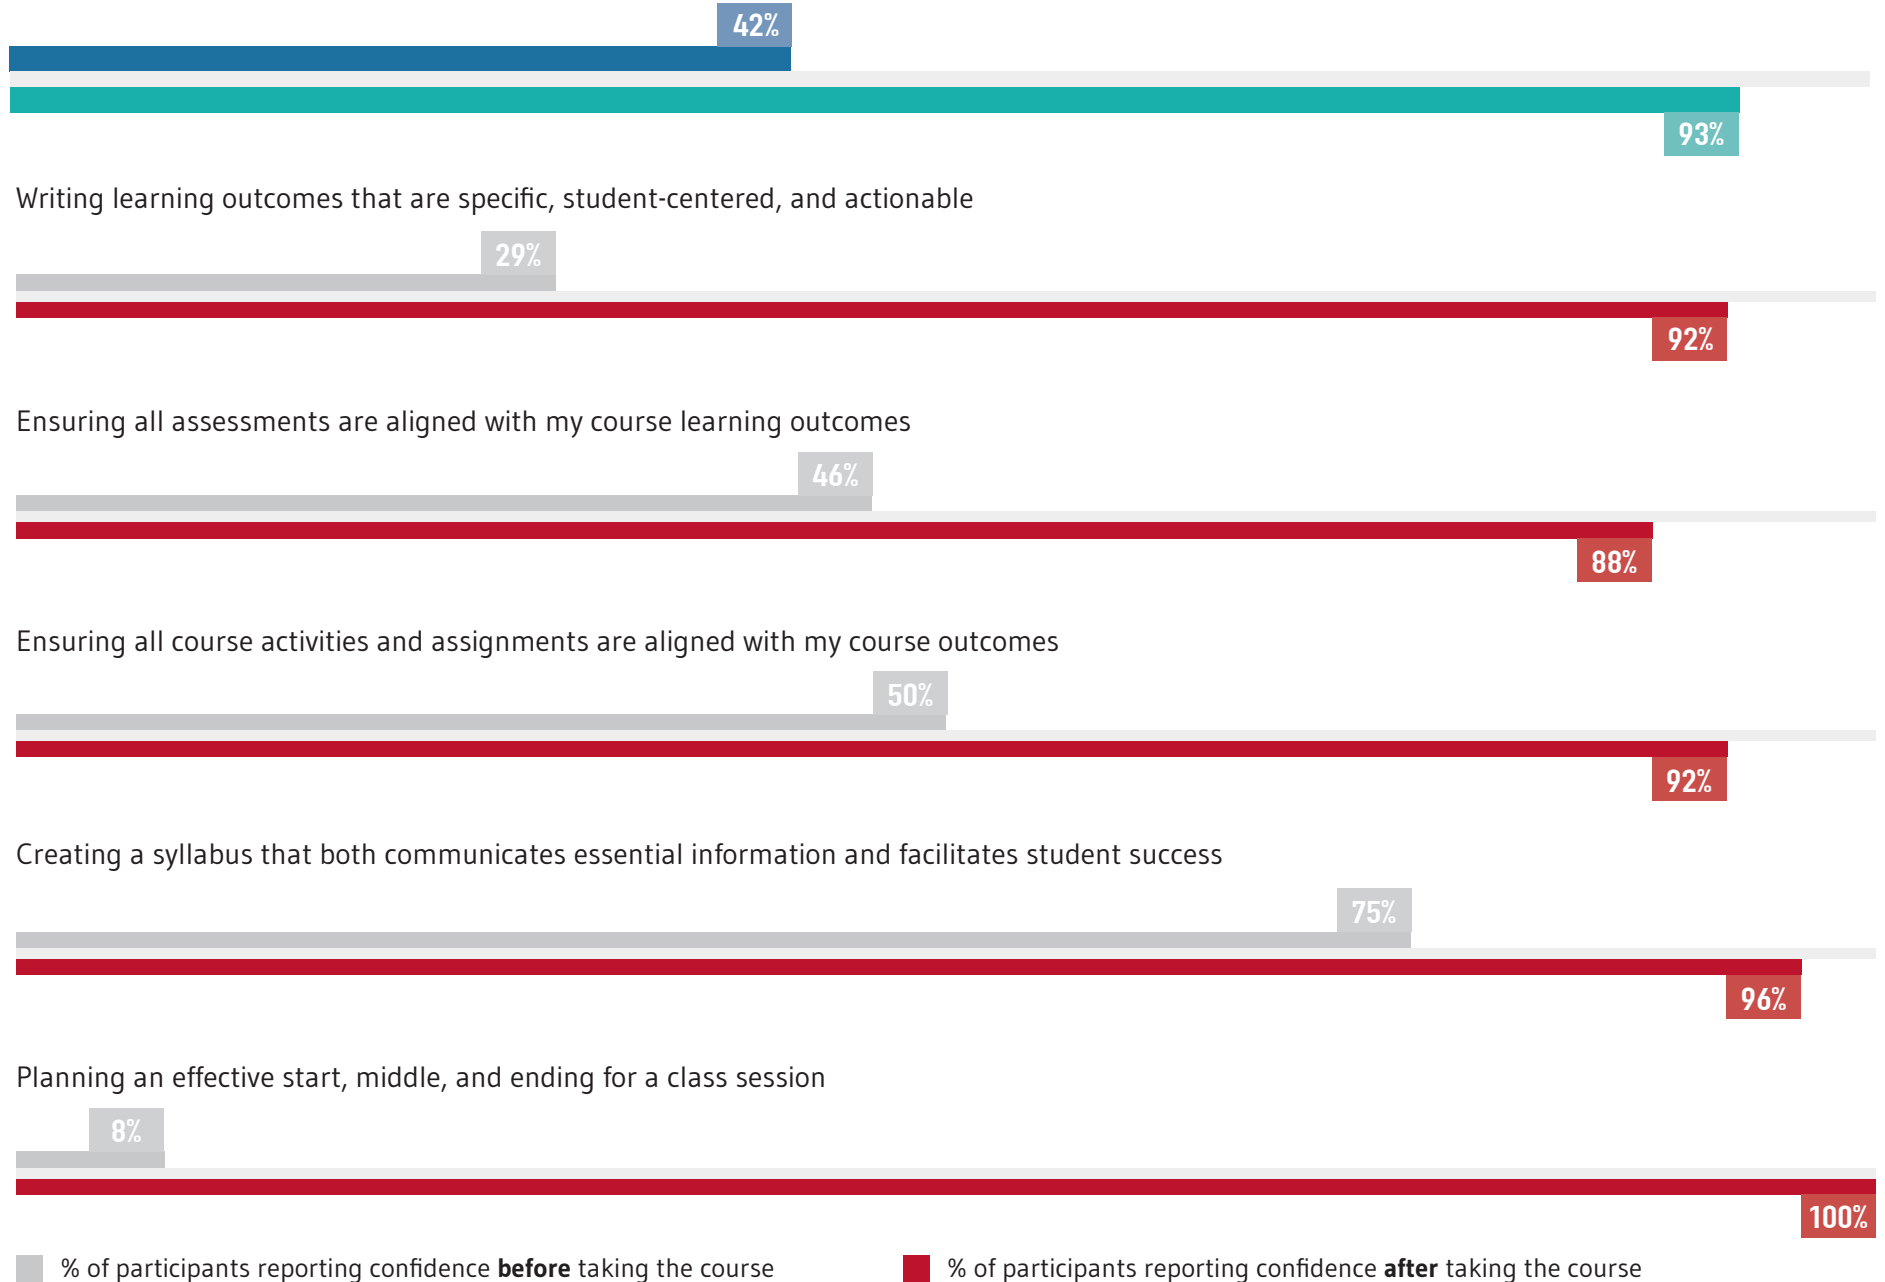 42%
93%
Writing learning outcomes that are specific, student-centered, and actionable
29%
92%
Ensuring all assessments are aligned with my course learning outcomes
46%
88%
Ensuring all course activities and assignments are aligned with my course outcomes
50%
92%
Creating a syllabus that both communicates essential information and facilitates student success
75%
96%
Planning an effective start, middle, and ending for a class session
8%
100%
% of participants reporting confidence before taking the course
% of participants reporting confidence after taking the course